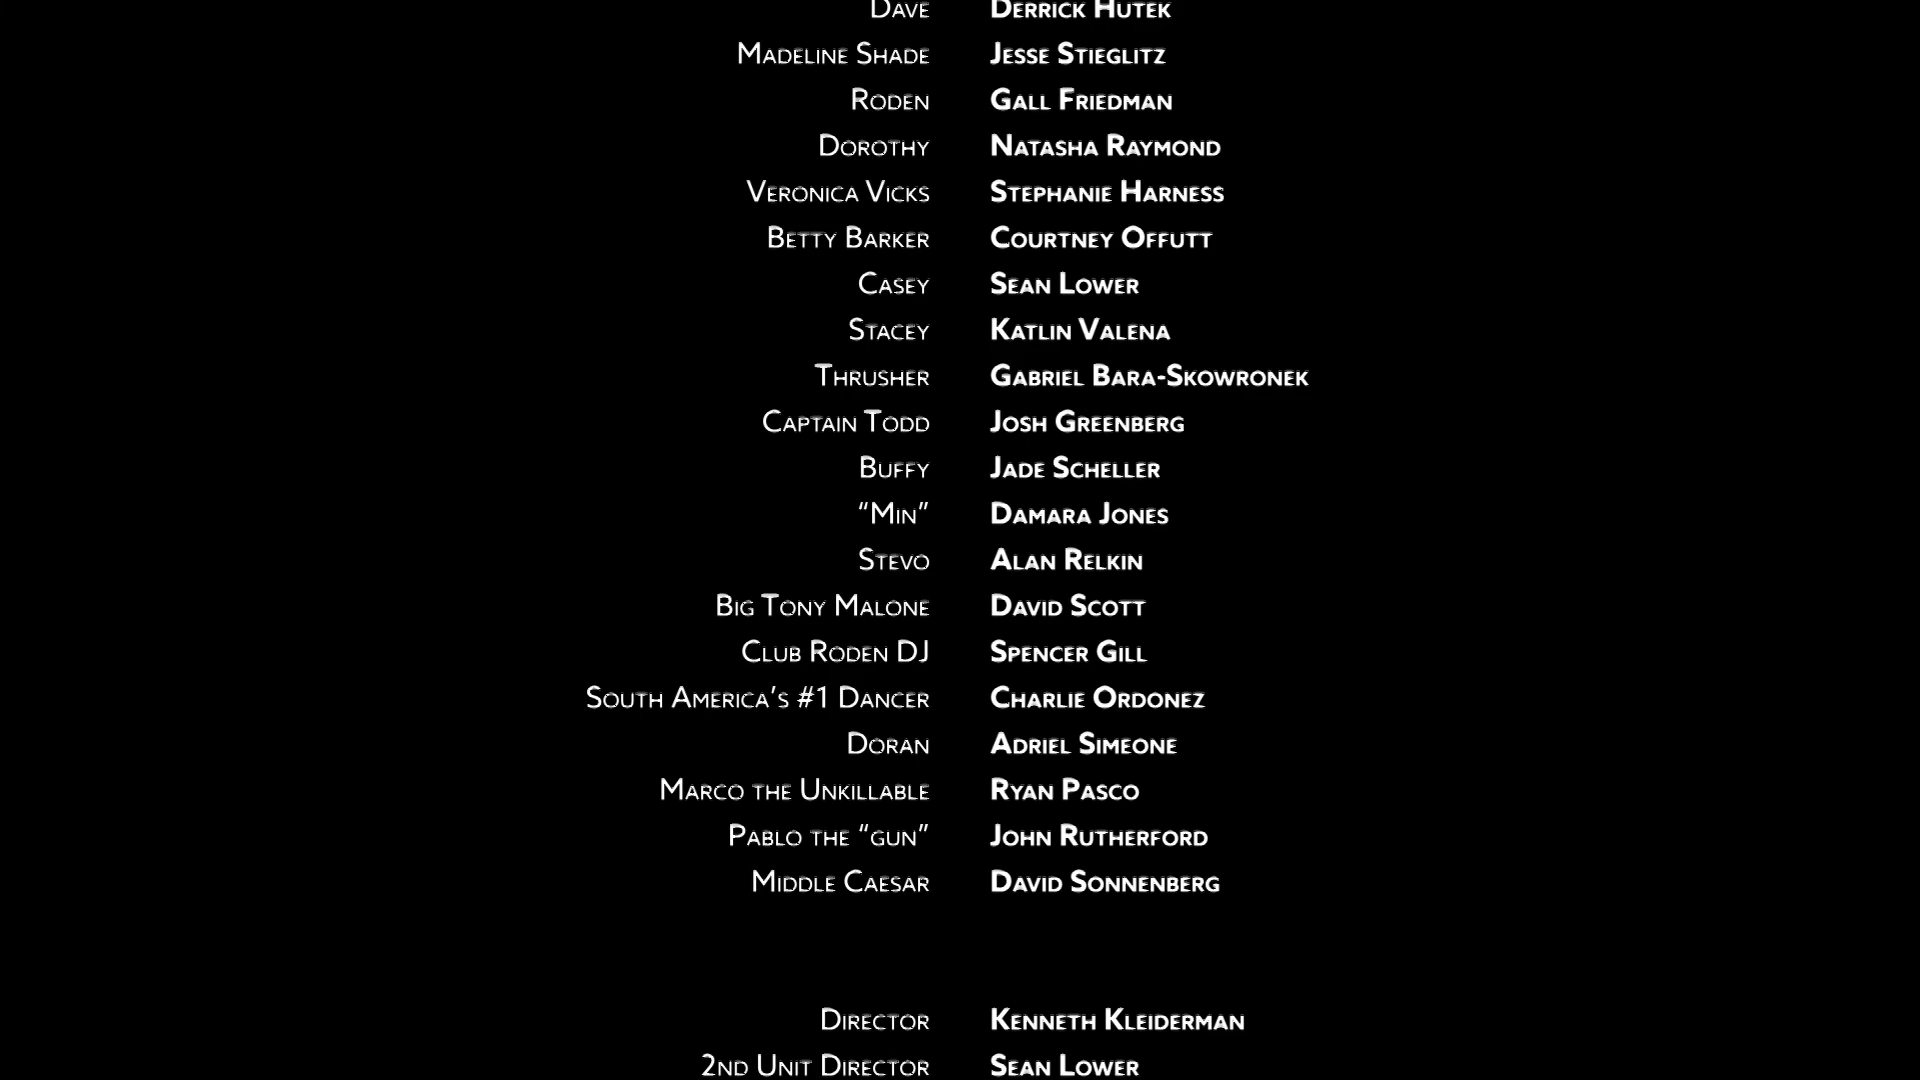 Dave Derrick Hutek
Madeline Shade Jesse Stieglitz
Roden Gall Friedman
Dorothy Natasha Raymond
Veronica Vicks Stephanie Harness
Betty Barker Courtney Offutt
Casey Sean Lower
Stacey Katlin Valena
Thrusher Gabriel Bara-Skowronek
Captain Todd Josh Greenberg
Buffy Jade Scheller
“Min” Damara Jones
Stevo Alan Relkin
Big Tony Malone David Scott
Club Roden DJ Spencer Gill
South America’s #1 Dancer Charlie Ordonez
Doran Adriel Simeone
Marco the Unkillable Ryan Pasco
Pablo the “gun” John Rutherford
Middle Caesar David Sonnenberg
Director Kenneth Kleiderman
2nd Unit Director Sean Lower